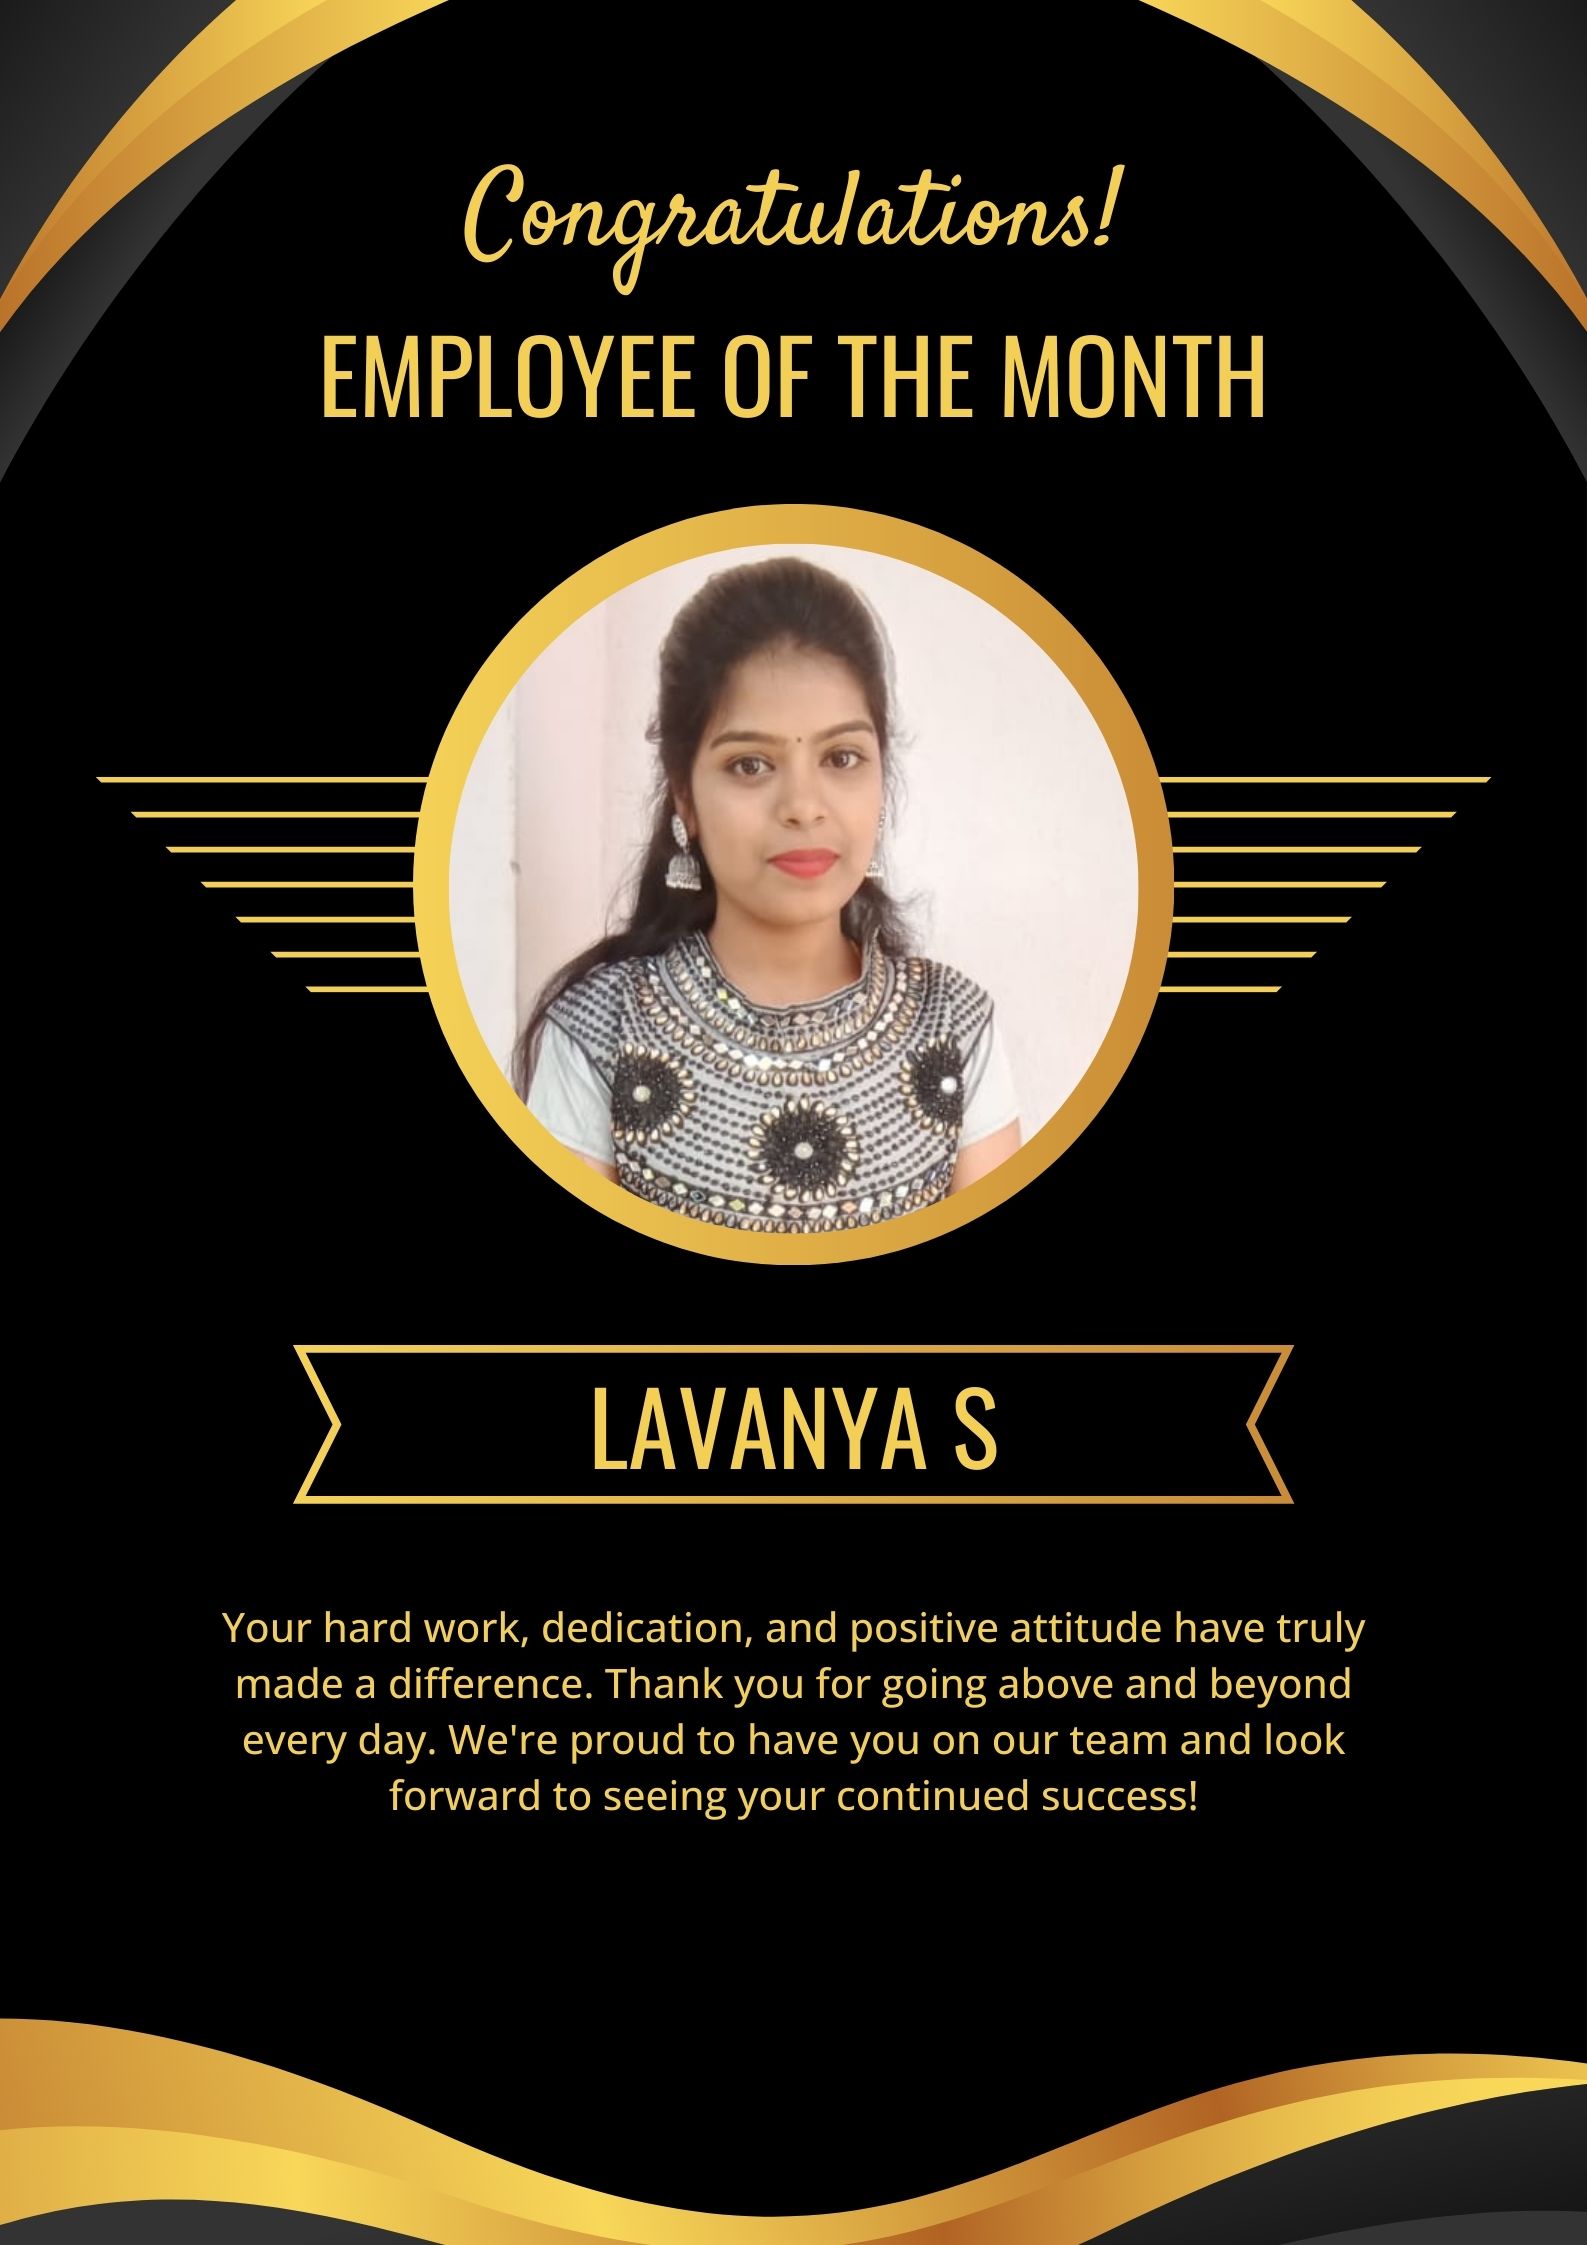 Congratulations!
EMPLOYEE OF THE MONTH
LAVANYA S
Your hard work, dedication, and positive attitude have truly
made a difference. Thank you for going above and beyond
every day. We're proud to have you on our team and look
forward to seeing your continued success!